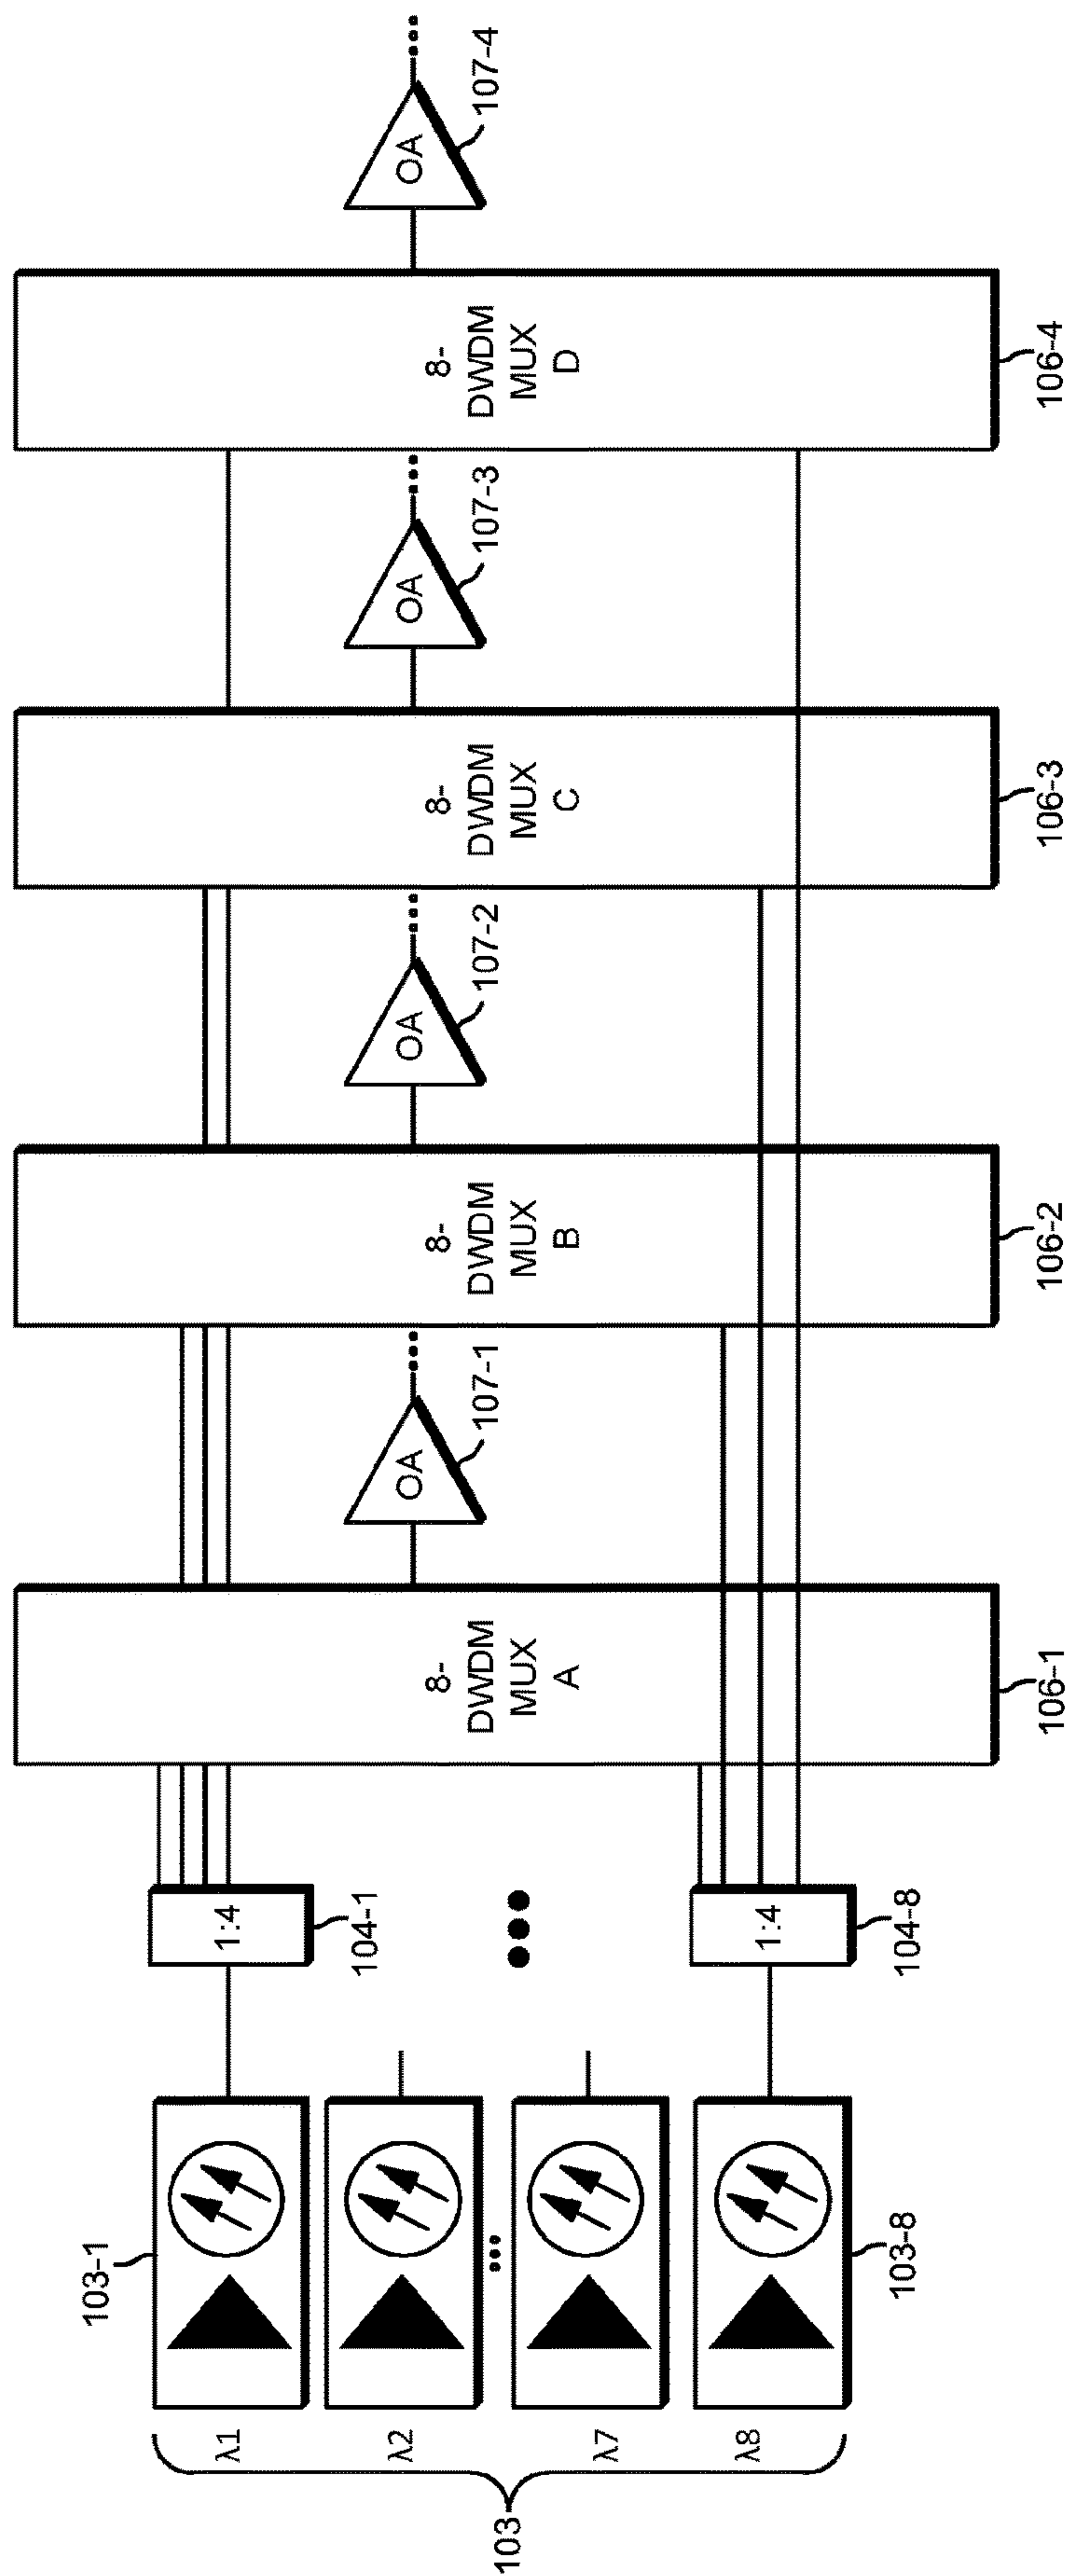 103
λ1
λ2
λ7
λ8
103-1
103-8
1:4
104-1
1:4
104-8
8-
DWDM
MUX
A
106-1
OA
107-1
8-
DWDM
MUX
B
106-2
OA
107-2
8-
DWDM
MUX
C
106-3
OA
107-3
8-
DWDM
MUX
D
106-4
OA
107-4